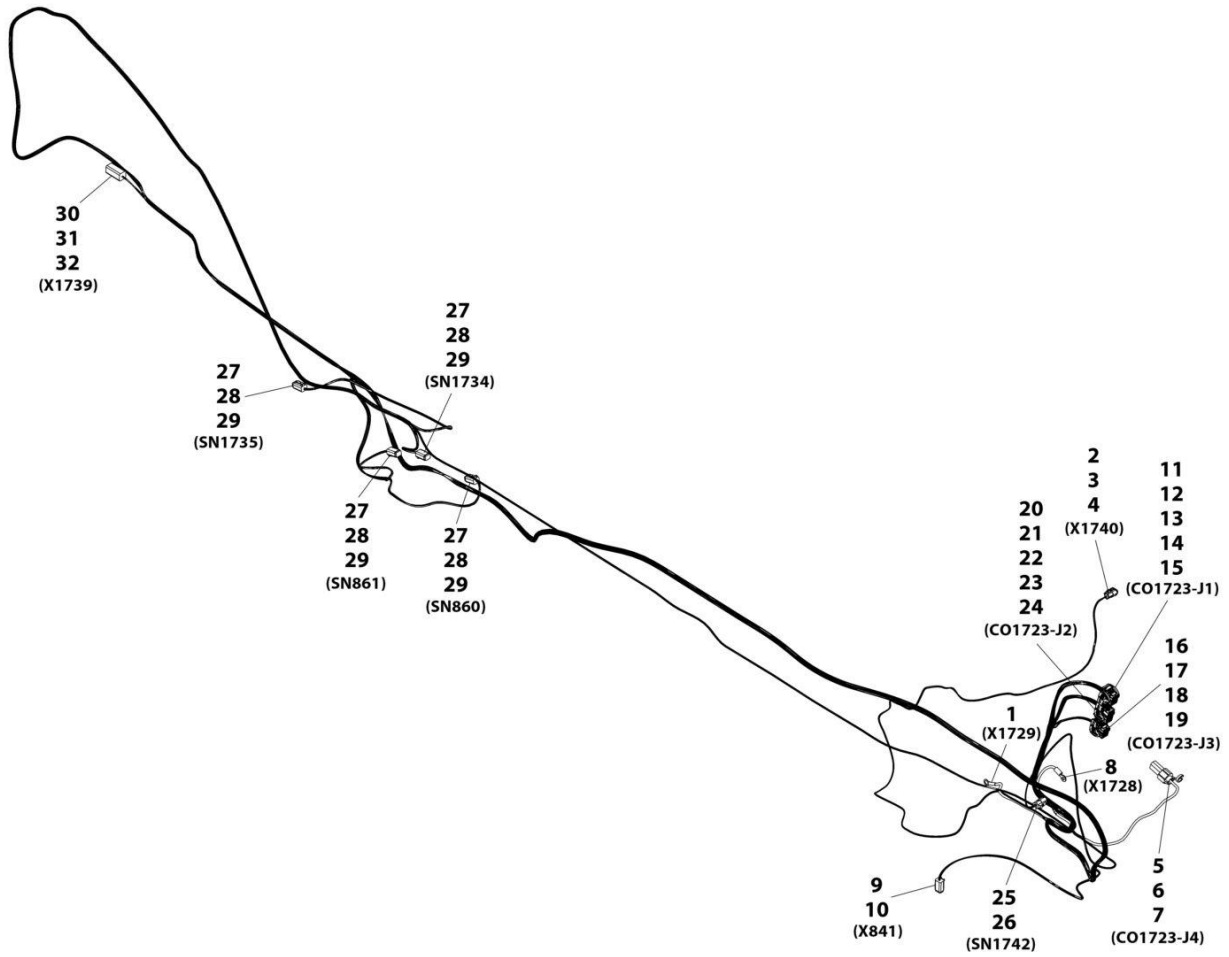 30
31
32
(X1739)
27
28
29
(SN1734)
27
28
29
(SN1735)
27
28
29
(SN861)
27
28
29
(SN860)
2
3
4
(X1740)
11
12
13
14
15
(CO1723-J1)
20
21
22
23
24
(CO1723-J2)
16
17
18
19
(CO1723-J3)
1
(X1729)
8
(X1728)
9
10
(X841)
25
26
(SN1742)
5
6
7
(CO1723-J4)